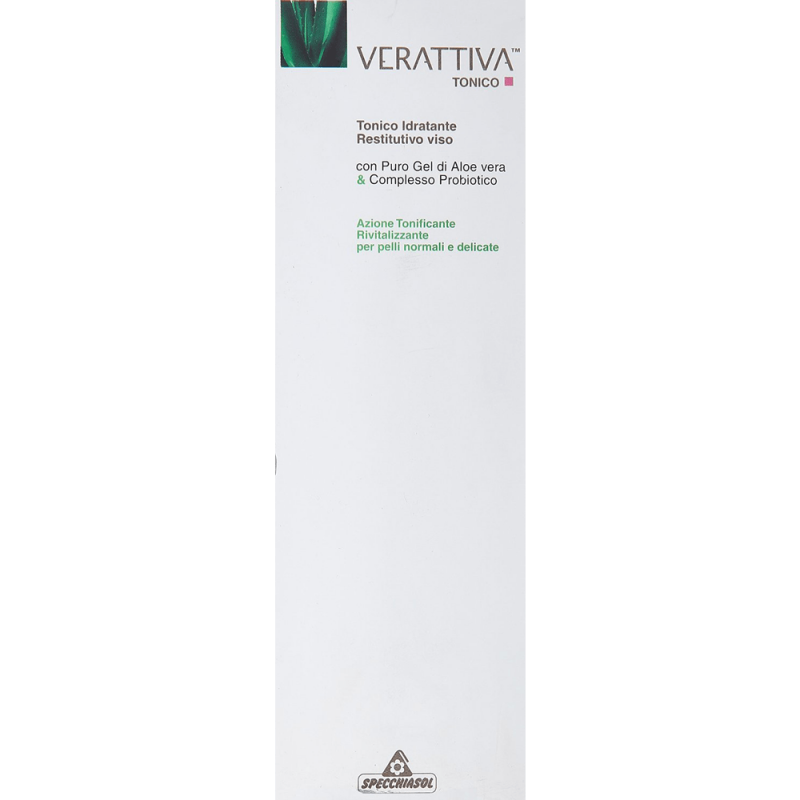 VERATTIVA™
TONICO
Tonico Idratante
Restitutivo viso
con Puro Gel di Aloe vera
& Complesso Probiotico
Azione Tonificante
Rivitalizzante
per pelli normali e delicate
SPECCHIASOL